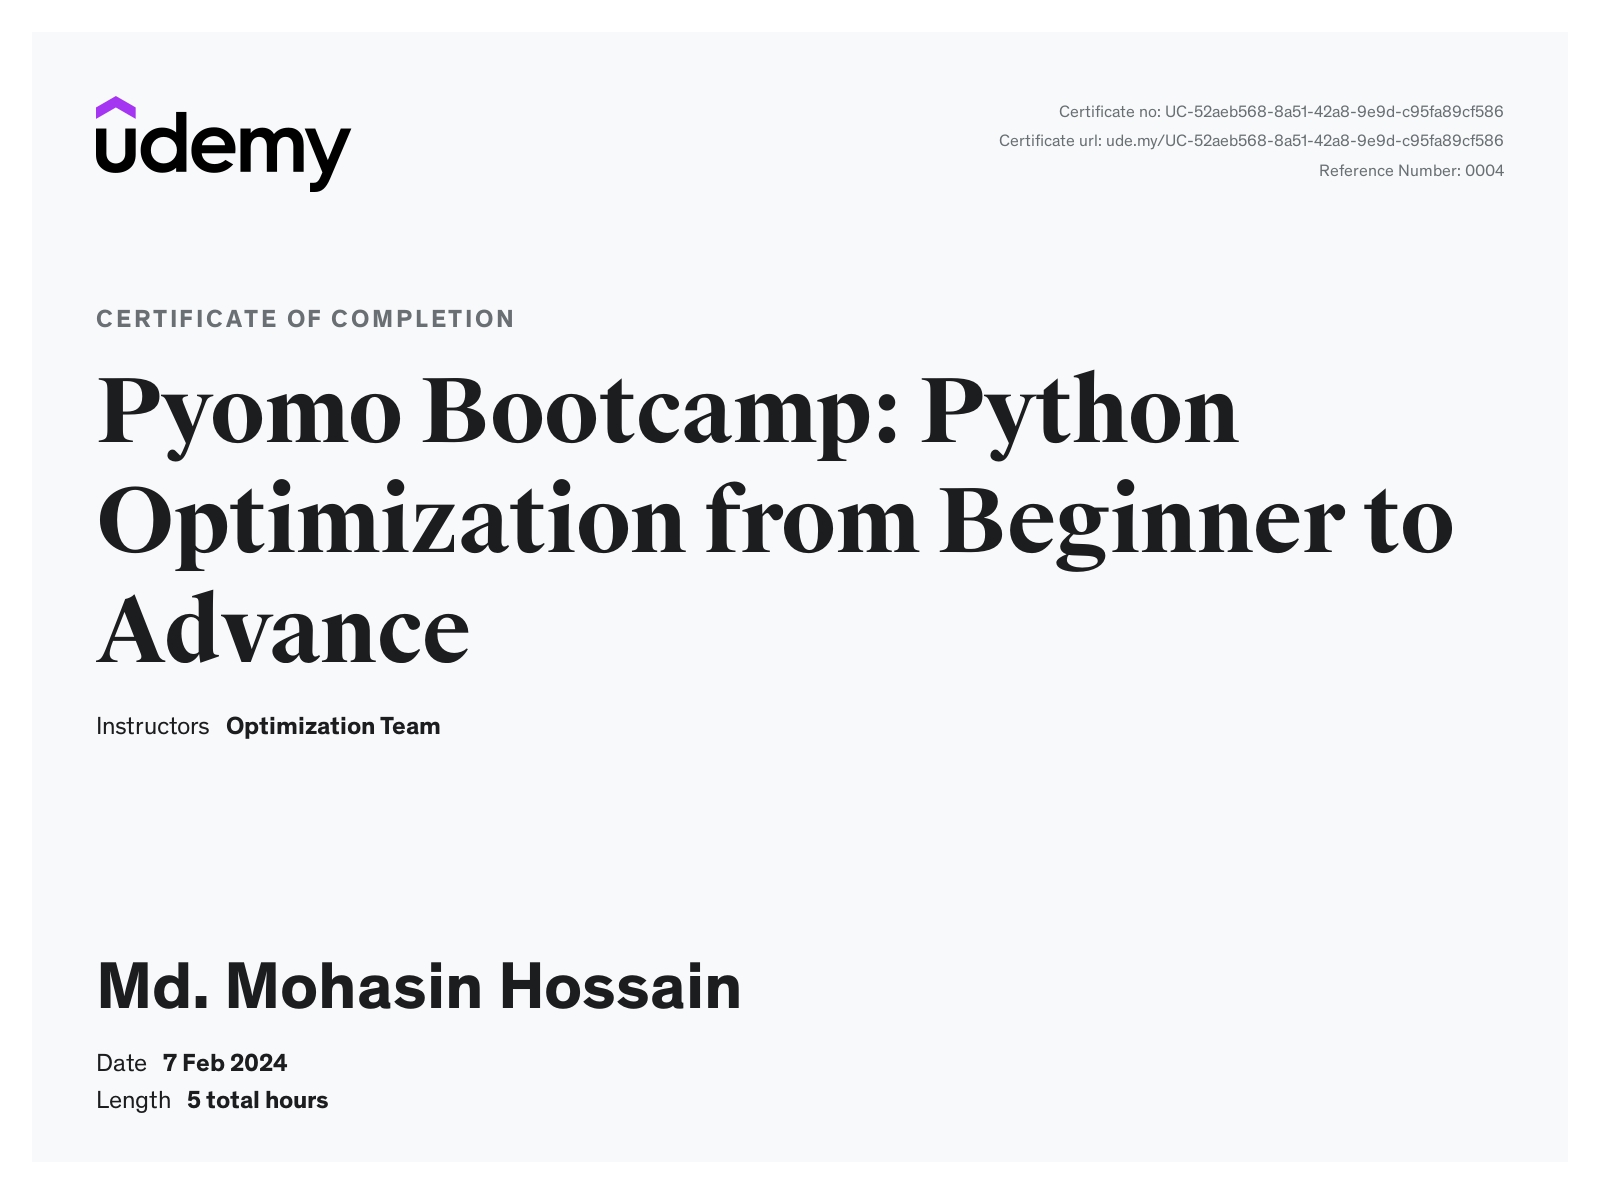 udemy
Certificate no: UC-52aeb568-8a51-42a8-9e9d-c95fa89cf586
Certificate url: ude.my/UC-52aeb568-8a51-42a8-9e9d-c95fa89cf586
Reference Number: 0004
CERTIFICATE OF COMPLETION
Pyomo Bootcamp: Python
Optimization from Beginner to
Advance
Instructors Optimization Team
Md. Mohasin Hossain
Date 7 Feb 2024
Length 5 total hours